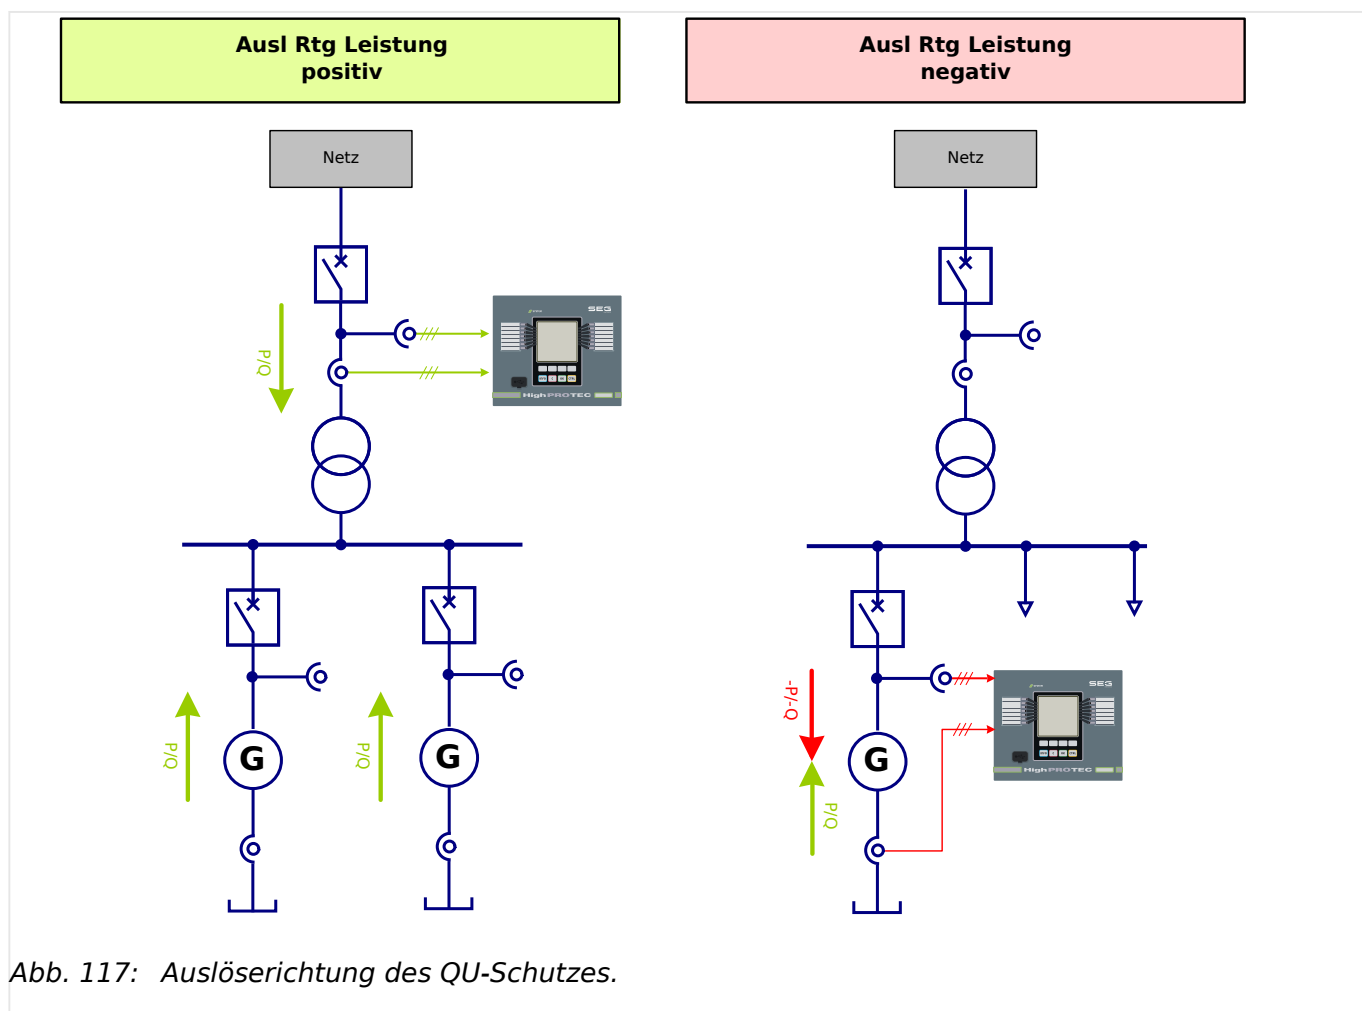 Ausl Rtg Leistung
positiv
Ausl Rtg Leistung
negativ
Netz
Netz
P/Q
SEG
HighPROTEC
P/Q
P/Q
G
G
-P/-Q
P/Q
G
SEG
HighPROTEC
Abb. 117: Auslöserichtung des QU-Schutzes.